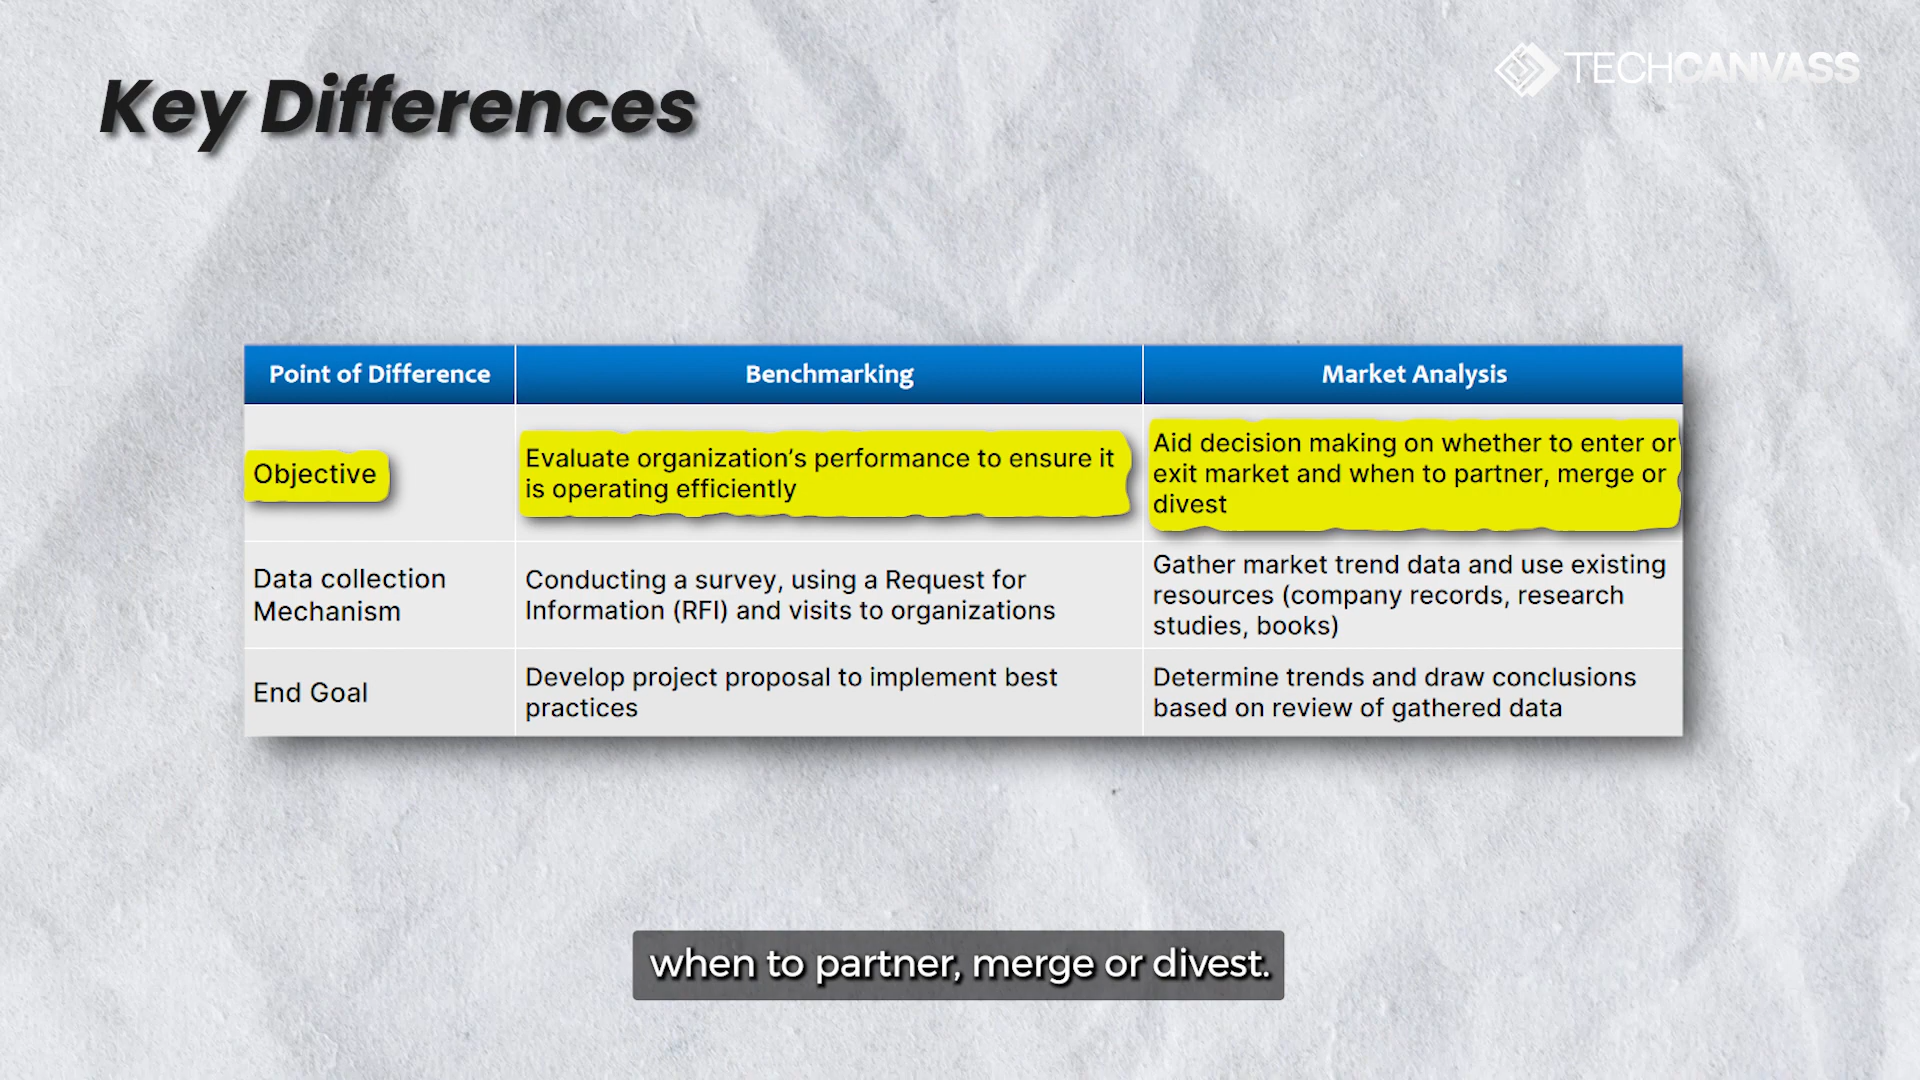 Key Differences
TECHCANVASS
Point of Difference
Benchmarking
Market Analysis
Objective
Evaluate organization’s performance to ensure it
is operating efficiently
Aid decision making on whether to enter or
exit market and when to partner, merge or
divest
Data collection
Mechanism
Conducting a survey, using a Request for
Information (RFI) and visits to organizations
Gather market trend data and use existing
resources (company records, research
studies, books)
End Goal
Develop project proposal to implement best
practices
Determine trends and draw conclusions
based on review of gathered data
when to partner, merge or divest.